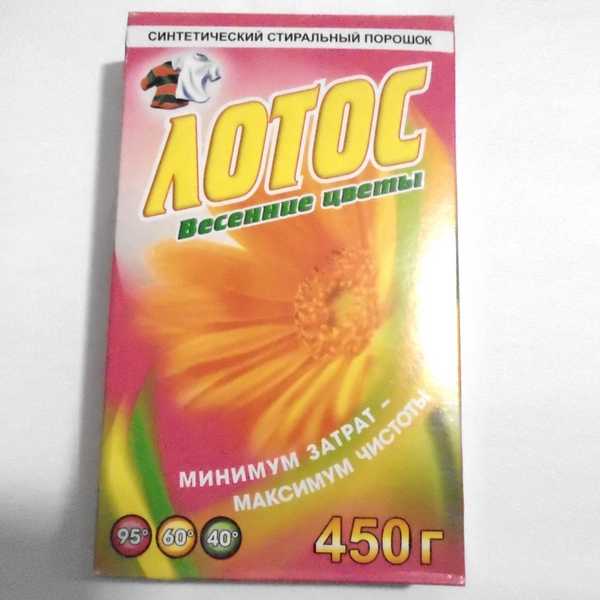 СИНТЕТИЧЕСКИЙ СТИРАЛЬНЫЙ ПОРОШОК
ЛОТОС
Весенние цветы
МИНИМУМ ЗАТРАТ -
МАКСИМУМ ЧИСТОТЫ
95° 60° 40° 450 г